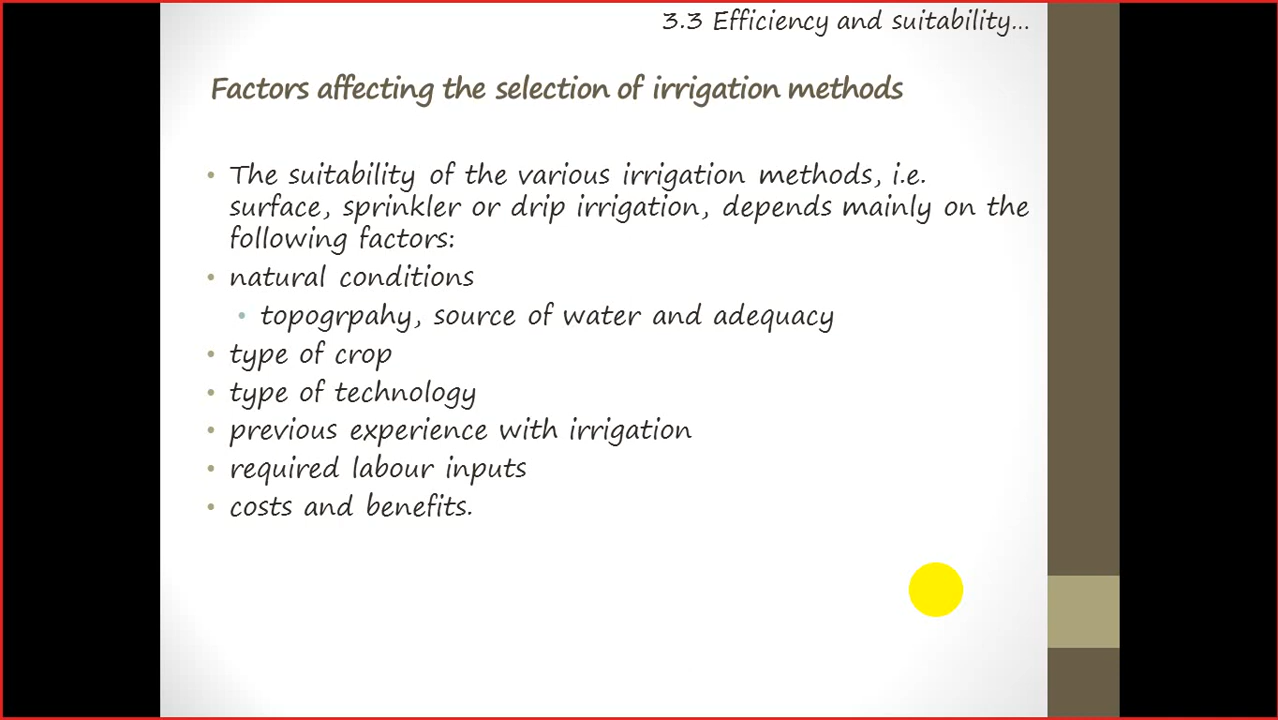 3.3 Efficiency and suitability...
Factors affecting the selection of irrigation methods
• The suitability of the various irrigation methods, i.e.
surface, sprinkler or drip irrigation, depends mainly on the
following factors:
• natural conditions
• topogrpahy, source of water and adequacy
• type of crop
• type of technology
• previous experience with irrigation
• required labour inputs
• costs and benefits.